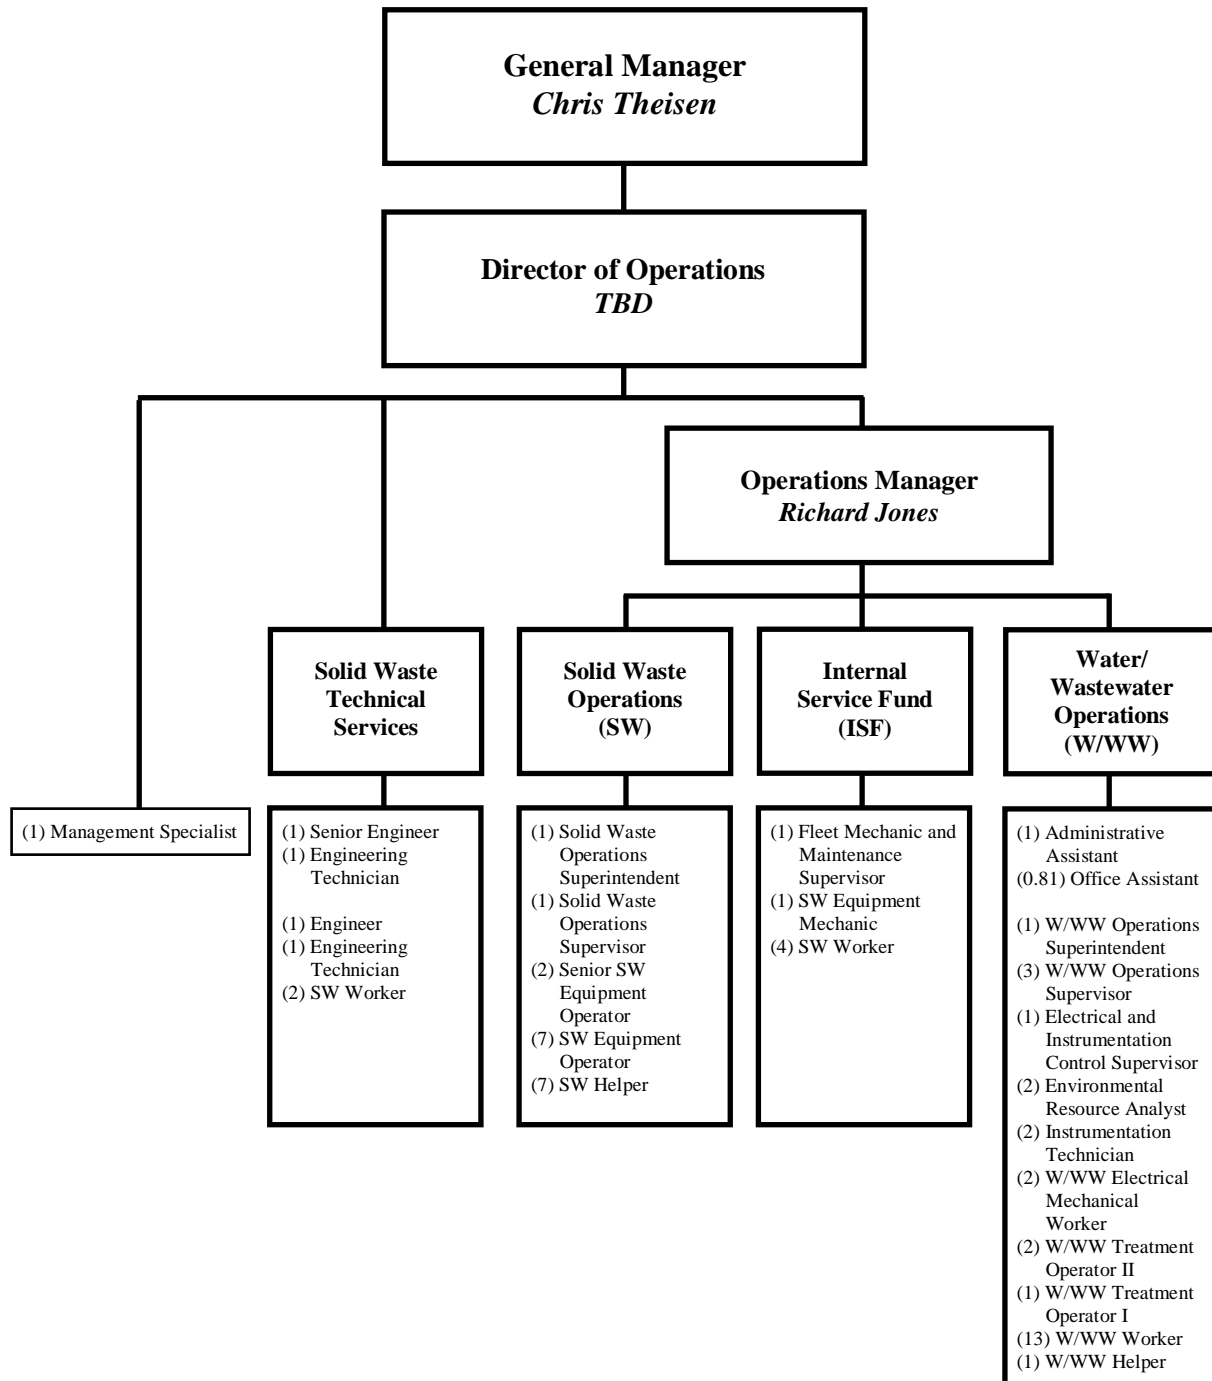 General Manager
Chris Theisen
Director of Operations
TBD
Operations Manager
Richard Jones
Solid Waste
Technical
Services
Solid Waste
Operations
(SW)
Internal
Service Fund
(ISF)
Water/
Wastewater
Operations
(W/WW)
(1) Management Specialist
(1) Senior Engineer
(1) Engineering
Technician
(1) Engineer
(1) Engineering
Technician
(2) SW Worker
(1) Solid Waste
Operations
Superintendent
(1) Solid Waste
Operations
Supervisor
(2) Senior SW
Equipment
Operator
(7) SW Equipment
Operator
(7) SW Helper
(1) Fleet Mechanic and
Maintenance
Supervisor
(1) SW Equipment
Mechanic
(4) SW Worker
(1) Administrative
Assistant
(0.81) Office Assistant
(1) W/WW Operations
Superintendent
(3) W/WW Operations
Supervisor
(1) Electrical and
Instrumentation
Control Supervisor
(2) Environmental
Resource Analyst
(2) Instrumentation
Technician
(2) W/WW Electrical
Mechanical
Worker
(2) W/WW Treatment
Operator II
(1) W/WW Treatment
Operator I
(13) W/WW Worker
(1) W/WW Helper